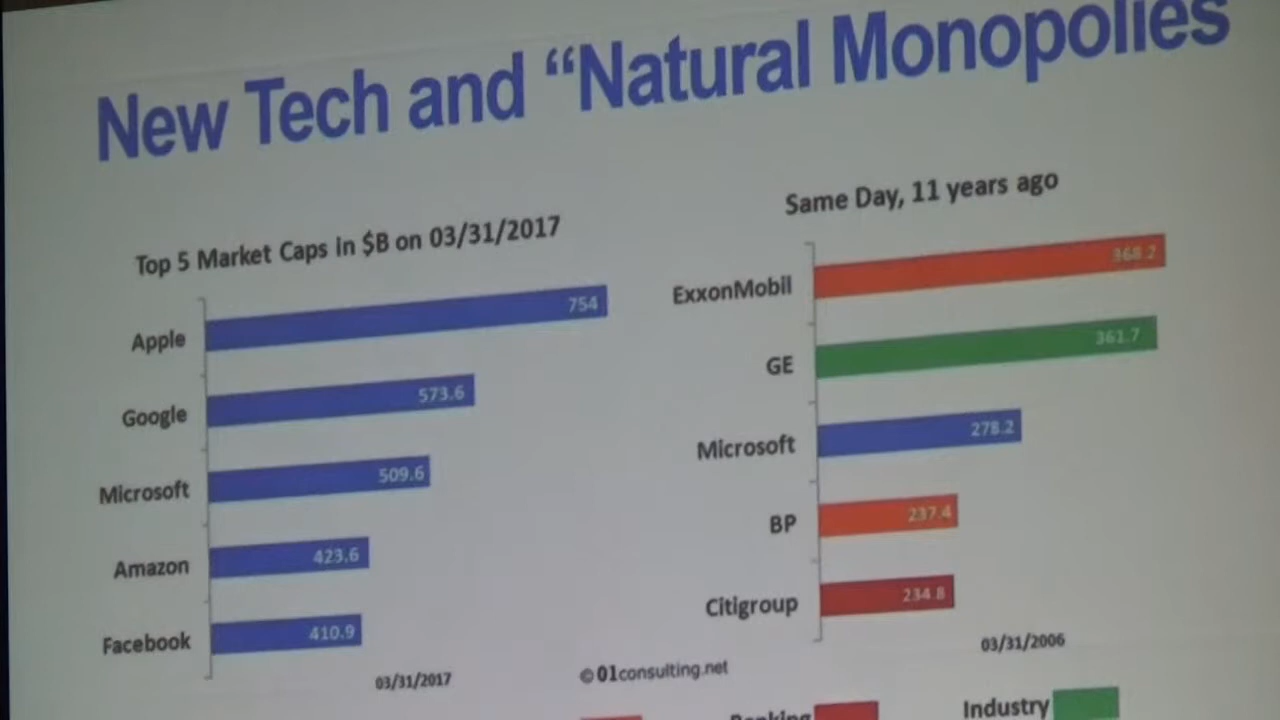 New Tech and “Natural Monopolies
Top 5 Market Caps in $B on 03/31/2017
Apple 754
Google 573.6
Microsoft 509.6
Amazon 423.6
Facebook 410.9
03/31/2017
Same Day, 11 years ago
ExxonMobil 368.2
GE 361.7
Microsoft 278.2
BP 237.4
Citigroup 234.8
03/31/2006
© 01consulting.net
Banking
Industry